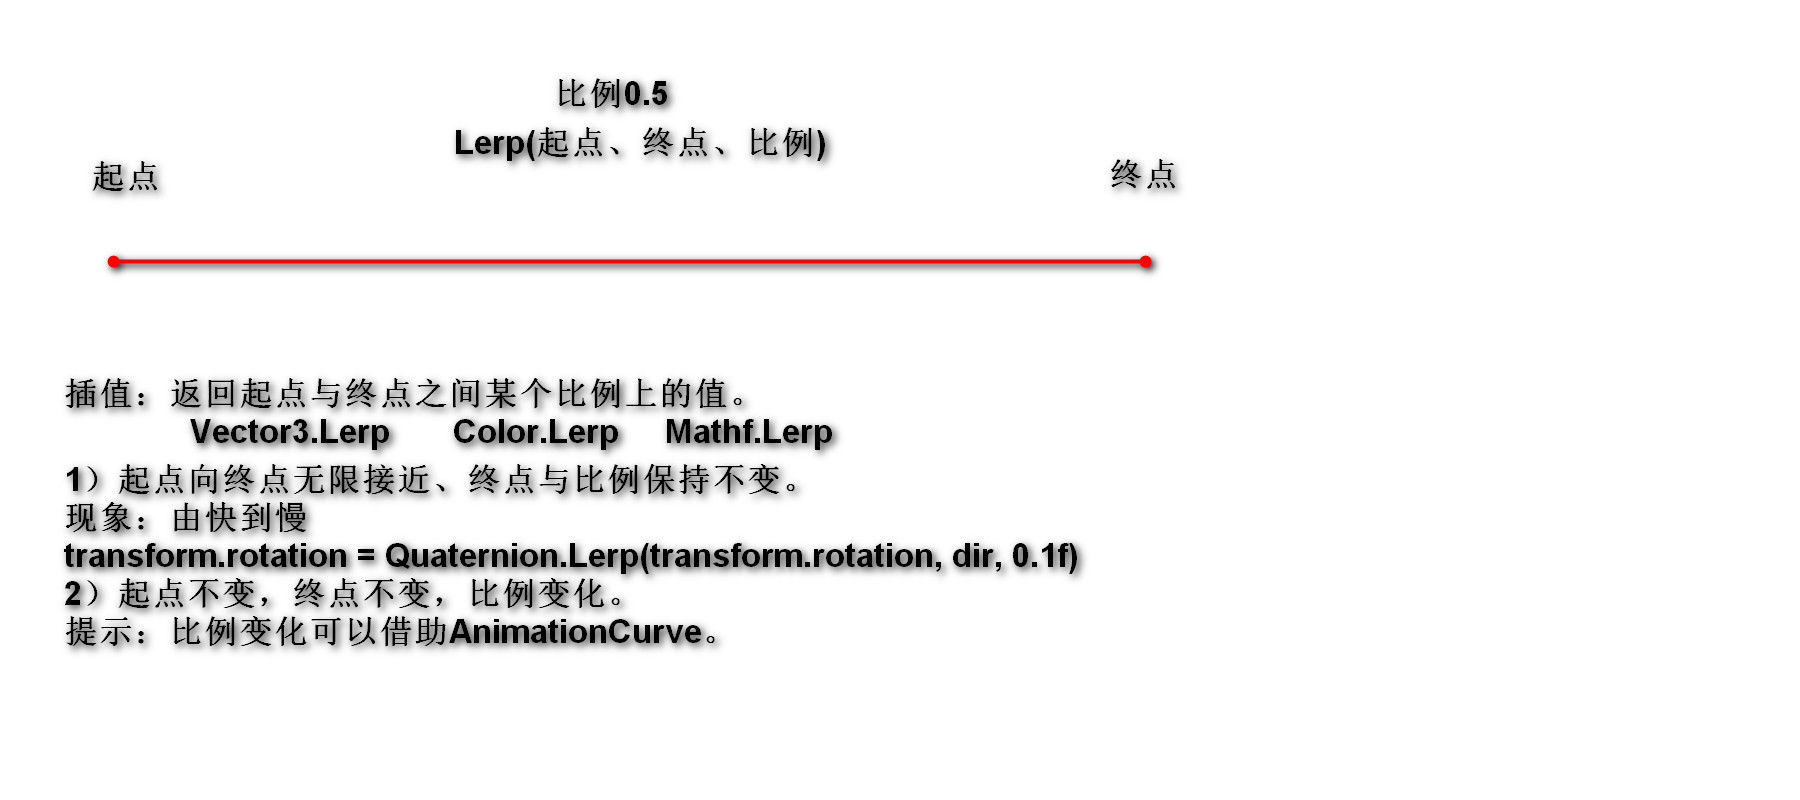 比例0.5
Lerp(起点、终点、比例)
起点
终点
插值：返回起点与终点之间某个比例上的值。
Vector3.Lerp Color.Lerp Mathf.Lerp
1）起点向终点无限接近、终点与比例保持不变。
现象：由快到慢
transform.rotation = Quaternion.Lerp(transform.rotation, dir, 0.1f)
2）起点不变，终点不变，比例变化。
提示：比例变化可以借助AnimationCurve。